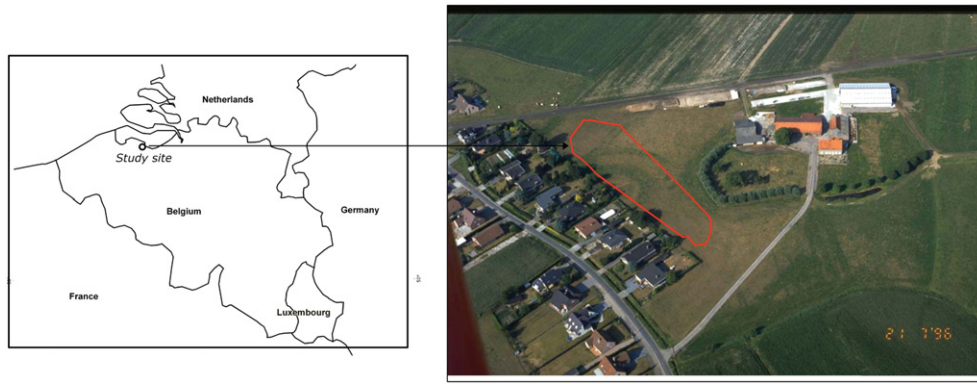 Netherlands
Study site
Belgium
Germany
France
Luxembourg
21 7'96